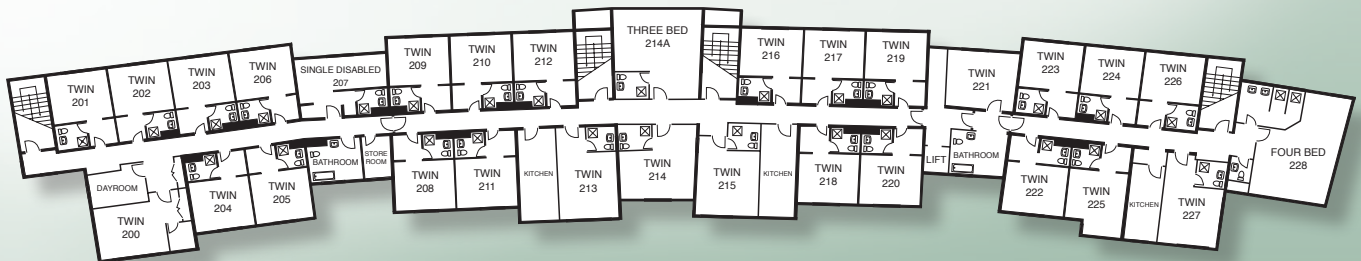 TWIN
201
TWIN
202
TWIN
203
TWIN
206
SINGLE DISABLED
207
TWIN
209
TWIN
210
TWIN
212
THREE BED
214A
TWIN
216
TWIN
217
TWIN
219
TWIN
221
TWIN
223
TWIN
224
TWIN
226
FOUR BED
228
DAYROOM
TWIN
200
TWIN
204
TWIN
205
BATHROOM
STORE
ROOM
TWIN
208
TWIN
211
KITCHEN
TWIN
213
TWIN
214
TWIN
215
KITCHEN
TWIN
218
TWIN
220
LIFT
BATHROOM
TWIN
222
TWIN
225
KITCHEN
TWIN
227